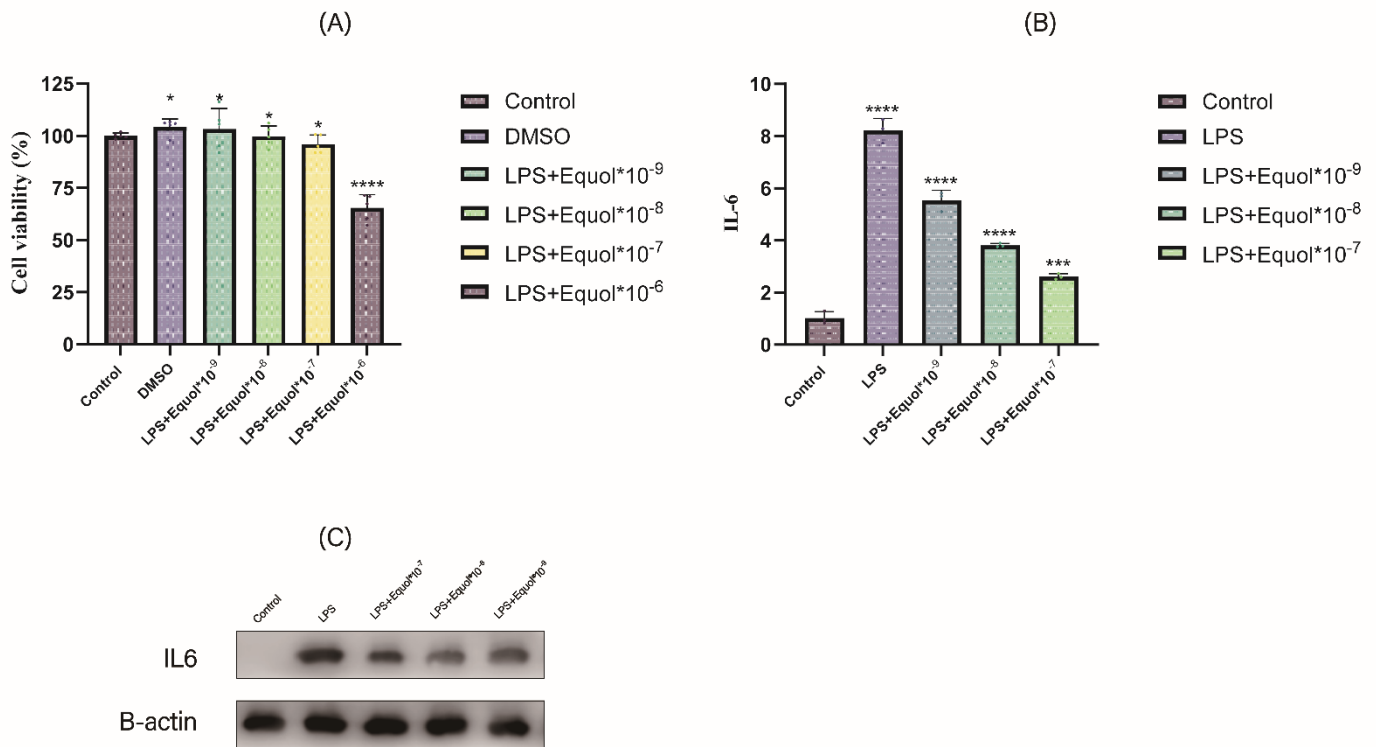 (A)
125
100
75
50
25
0
Cell viability (%)
*
*
*
*
****
Control
DMSO
LPS+Equol*10⁻⁹
LPS+Equol*10⁻⁸
LPS+Equol*10⁻⁷
LPS+Equol*10⁻⁶
Control
DMSO
LPS+Equol*10⁻⁹
LPS+Equol*10⁻⁸
LPS+Equol*10⁻⁷
LPS+Equol*10⁻⁶
(B)
10
8
6
4
2
0
IL-6
****
****
****
***
Control
LPS
LPS+Equol*10⁻⁹
LPS+Equol*10⁻⁸
LPS+Equol*10⁻⁷
Control
LPS
LPS+Equol*10⁻⁹
LPS+Equol*10⁻⁸
LPS+Equol*10⁻⁷
(C)
Control
LPS
LPS+Equol*10⁻⁷
IL6
B-actin